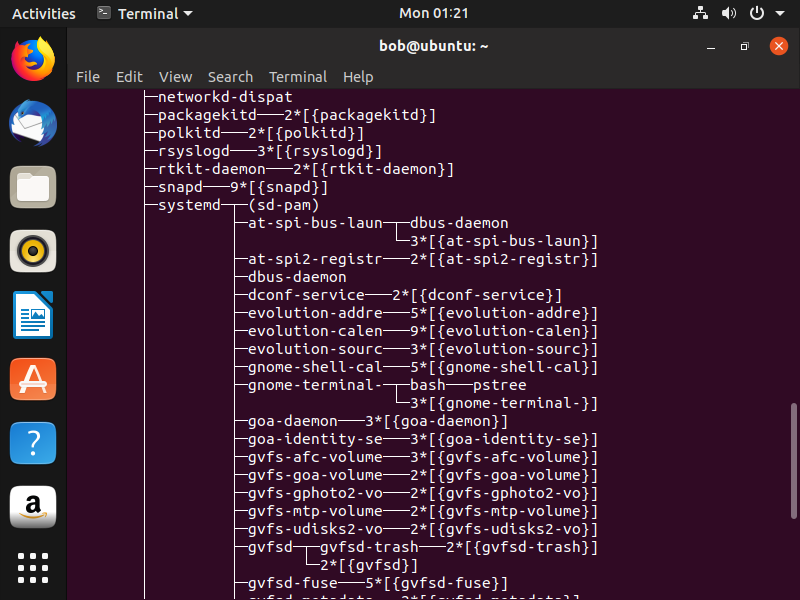 Activities Terminal Mon 01:21
bob@ubuntu: ~
File Edit View Search Terminal Help
├─networkd-dispat
├─packagekitd───2*[{packagekitd}]
├─polkitd───2*[{polkitd}]
├─rsyslogd───3*[{rsyslogd}]
├─rtkit-daemon───2*[{rtkit-daemon}]
├─snapd───9*[{snapd}]
├─systemd─┬─(sd-pam)
│         ├─at-spi-bus-laun─┬─dbus-daemon
│         │                 └─3*[{at-spi-bus-laun}]
│         ├─at-spi2-registr───2*[{at-spi2-registr}]
│         ├─dbus-daemon
│         ├─dconf-service───2*[{dconf-service}]
│         ├─evolution-addre───5*[{evolution-addre}]
│         ├─evolution-calen───9*[{evolution-calen}]
│         ├─evolution-sourc───3*[{evolution-sourc}]
│         ├─gnome-shell-cal───5*[{gnome-shell-cal}]
│         ├─gnome-terminal-─┬─bash───pstree
│         │                 └─3*[{gnome-terminal-}]
│         ├─goa-daemon───3*[{goa-daemon}]
│         ├─goa-identity-se───3*[{goa-identity-se}]
│         ├─gvfs-afc-volume───3*[{gvfs-afc-volume}]
│         ├─gvfs-goa-volume───2*[{gvfs-goa-volume}]
│         ├─gvfs-gphoto2-vo───2*[{gvfs-gphoto2-vo}]
│         ├─gvfs-mtp-volume───2*[{gvfs-mtp-volume}]
│         ├─gvfs-udisks2-vo───2*[{gvfs-udisks2-vo}]
│         ├─gvfsd─┬─gvfsd-trash───2*[{gvfsd-trash}]
│         │       └─2*[{gvfsd}]
│         ├─gvfsd-fuse───5*[{gvfsd-fuse}]
│         ├─gvfsd-metadata───2*[{gvfsd-metadata}]